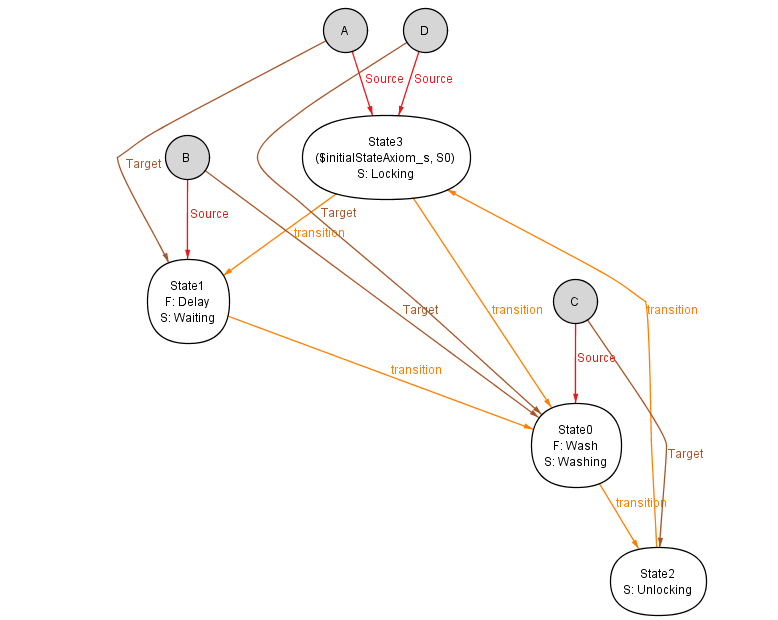 A
D
Source
Source
State3
($initialStateAxiom_s, S0)
S: Locking
B
Target
Source
Target
transition
State1
F: Delay
S: Waiting
Target
transition
C
transition
Source
transition
State0
F: Wash
S: Washing
Target
transition
State2
S: Unlocking